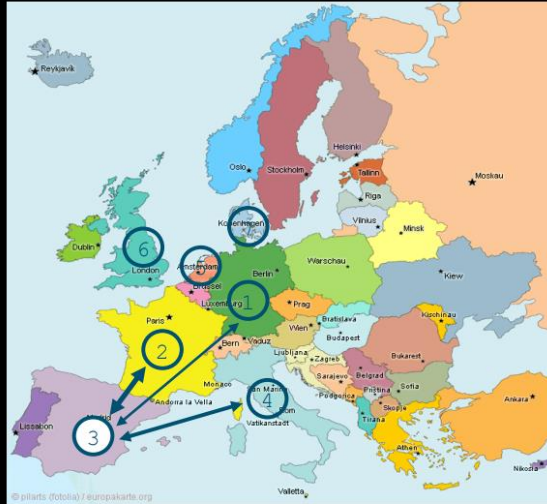 Reykjavík
Helsinki
Oslo
Stockholm
Tallinn
Moskau
Riga
Kopenhagen
7
Vilnius
Minsk
Dublin
6
Amsterdam
London
Berlin
Warschau
Brüssel
Kiew
1
Luxemburg
Prag
Paris
Kischinau
Wien
Bratislava
Vaduz
Budapest
2
Bern
Ljubljana
Zagreb
Bukarest
Belgrad
Sarajevo
Monaco
San Marino
Pristina
Sofia
Andorra la Vella
4
Podgorica
Skopje
Ankara
Rom
Lissabon
3
Vatikanstadt
Tirana
Athen
Nikosia
Valletta
© pilarts (fotolia) / europakarte.org